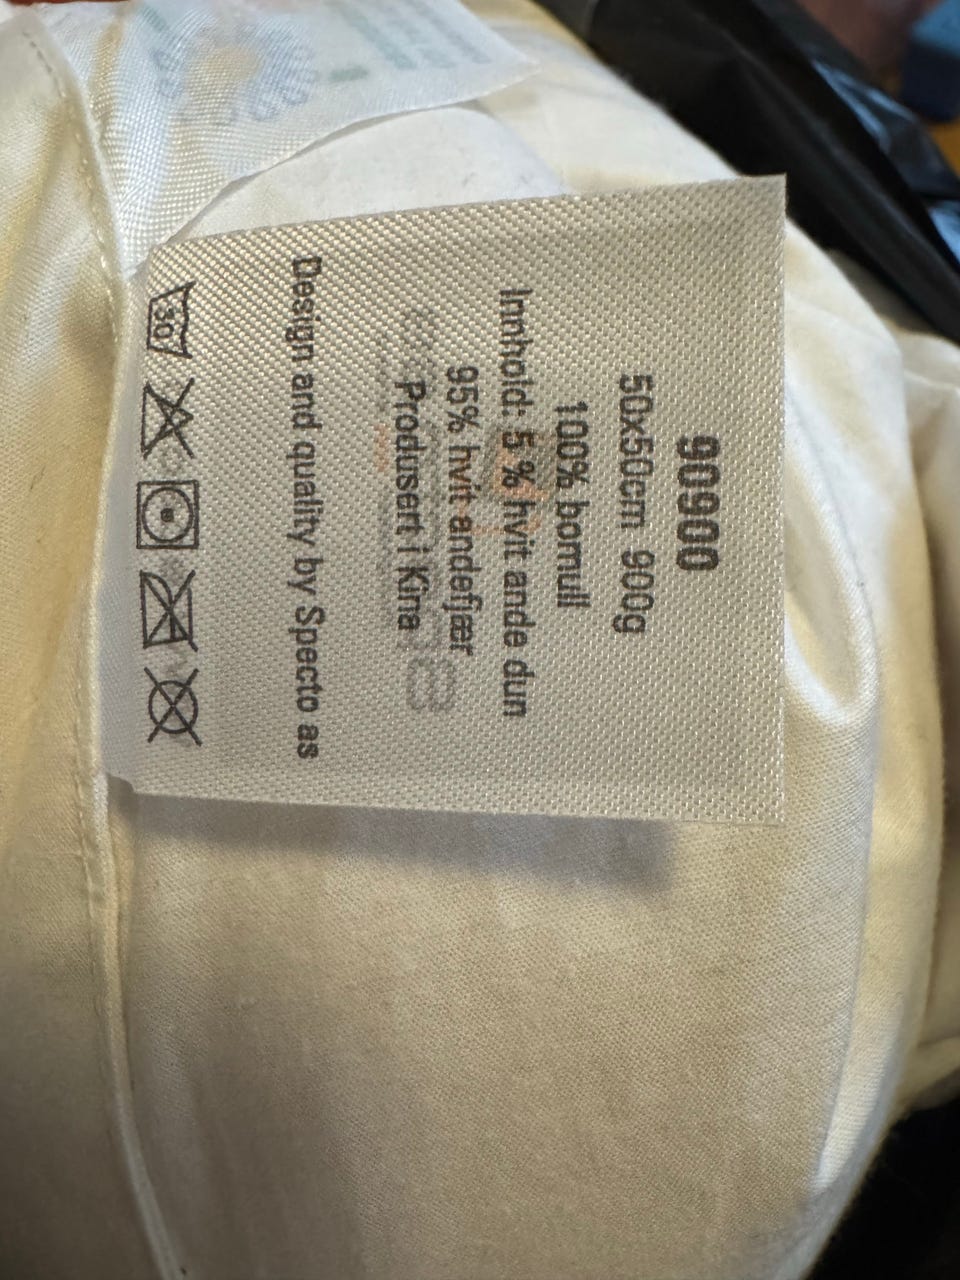 90900
50x50cm 900g
100% bomull
Innhold: 5 % hvit ande dun
95% hvit andefjær
Produsert i Kina
Design and quality by Specto as
30